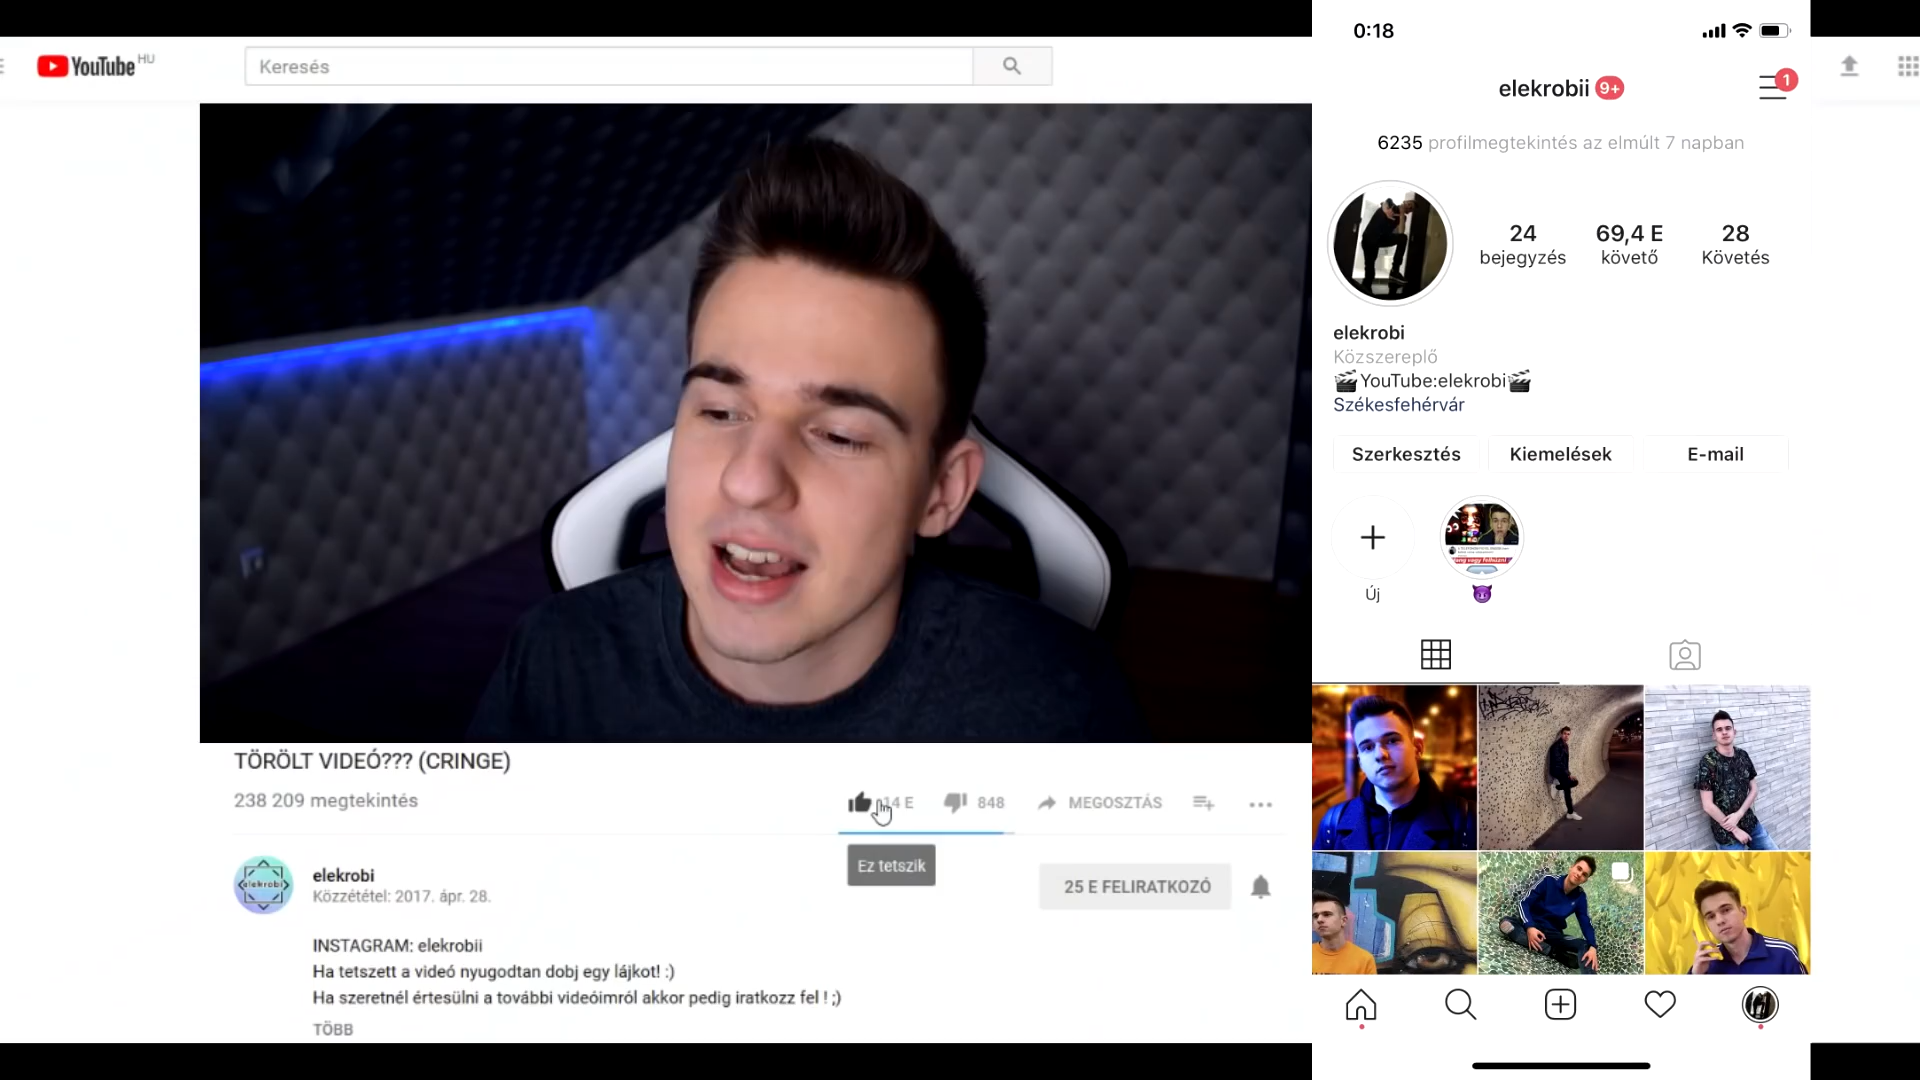 YouTube HU
Keresés
TÖRÖLT VIDEÓ??? (CRINGE)
238 209 megtekintés
14 E
848
MEGOSZTÁS
Ez tetszik
elekrobi
elekrobi
Közzététel: 2017. ápr. 28.
25 E FELIRATKOZÓ
INSTAGRAM: elekrobii
Ha tetszett a videó nyugodtan dobj egy lájkot! :)
Ha szeretnél értesülni a további videóimról akkor pedig iratkozz fel ! ;)
TÖBB
0:18
elekrobii 9+
1
6235 profilmegtekintés az elmúlt 7 napban
24 69,4 E 28
bejegyzés követő Követés
elekrobi
Közszereplő
🎬YouTube:elekrobi🎬
Székesfehérvár
Szerkesztés Kiemelések E-mail
Új 😈